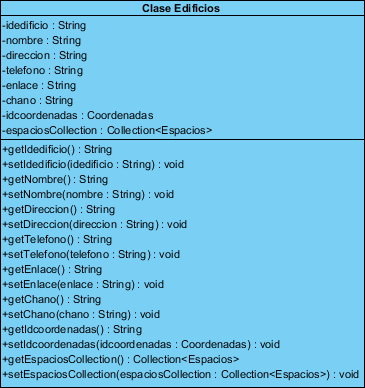 Clase Edificios
-idedificio : String
-nombre : String
-direccion : String
-telefono : String
-enlace : String
-chano : String
-idcoordenadas : Coordenadas
-espaciosCollection : Collection<Espacios>
+getIdedificio() : String
+setIdedificio(idedificio : String) : void
+getNombre() : String
+setNombre(nombre : String) : void
+getDireccion() : String
+setDireccion(direccion : String) : void
+getTelefono() : String
+setTelefono(telefono : String) : void
+getEnlace() : String
+setEnlace(enlace : String) : void
+getChano() : String
+setChano(chano : String) : void
+getIdcoordenadas() : String
+setIdcoordenadas(idcoordenadas : Coordenadas) : void
+getEspaciosCollection() : Collection<Espacios>
+setEspaciosCollection(espaciosCollection : Collection<Espacios>) : void